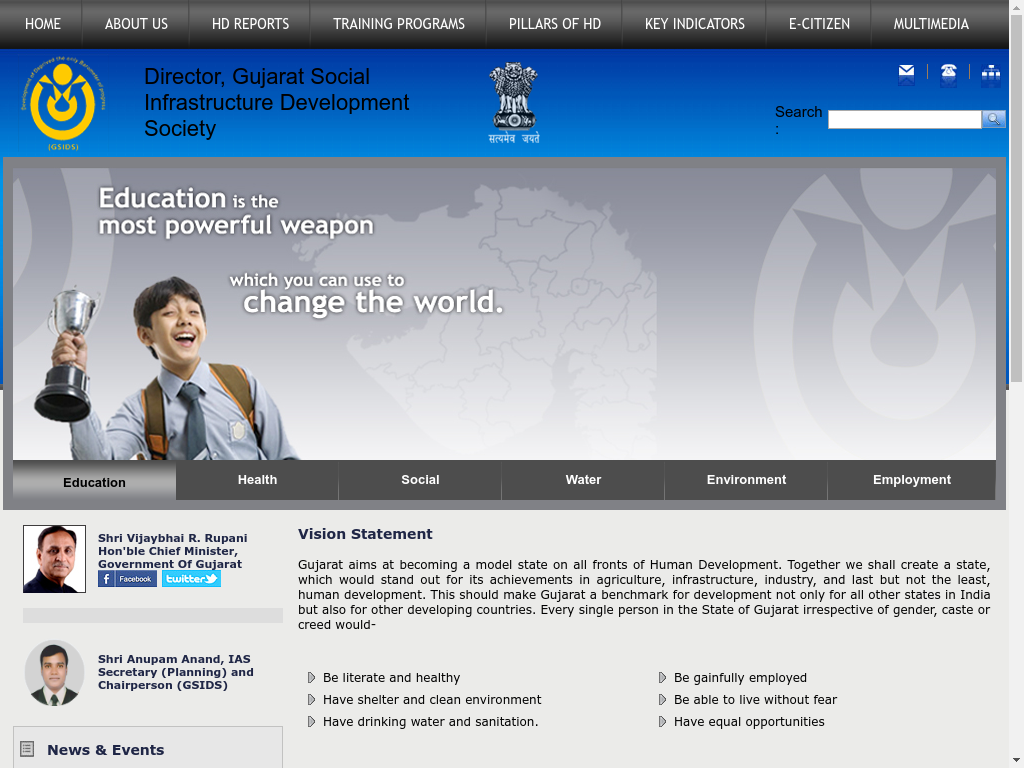 HOME ABOUT US HD REPORTS TRAINING PROGRAMS PILLARS OF HD KEY INDICATORS E-CITIZEN MULTIMEDIA
Development of Deprived the only Barometer of progress
(GSIDS)
Director, Gujarat Social
Infrastructure Development
Society
सत्यमेव जयते
Search
:
Education is the
most powerful weapon
which you can use to
change the world.
Education Health Social Water Environment Employment
Shri Vijaybhai R. Rupani
Hon'ble Chief Minister,
Government Of Gujarat
f Facebook twitter
Shri Anupam Anand, IAS
Secretary (Planning) and
Chairperson (GSIDS)
News & Events
Vision Statement
Gujarat aims at becoming a model state on all fronts of Human Development. Together we shall create a state,
which would stand out for its achievements in agriculture, infrastructure, industry, and last but not the least,
human development. This should make Gujarat a benchmark for development not only for all other states in India
but also for other developing countries. Every single person in the State of Gujarat irrespective of gender, caste or
creed would-
Be literate and healthy
Have shelter and clean environment
Have drinking water and sanitation.
Be gainfully employed
Be able to live without fear
Have equal opportunities